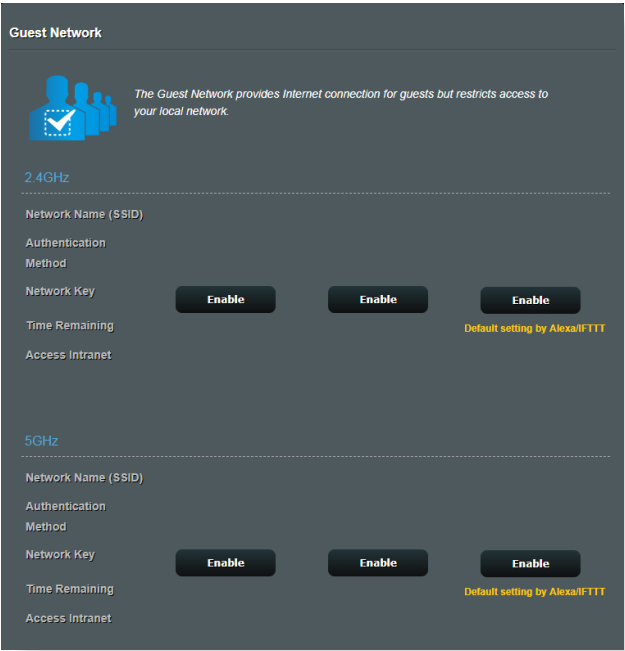 Guest Network
The Guest Network provides Internet connection for guests but restricts access to
your local network.
2.4GHz
Network Name (SSID)
Authentication
Method
Network Key
Enable Enable Enable
Time Remaining
Default setting by Alexa/IFTTT
Access Intranet
5GHz
Network Name (SSID)
Authentication
Method
Network Key
Enable Enable Enable
Time Remaining
Default setting by Alexa/IFTTT
Access Intranet